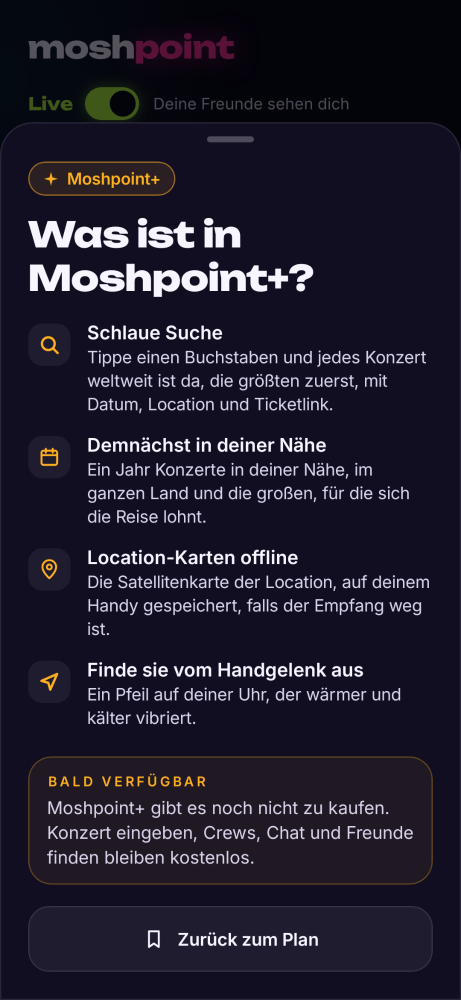 moshpoint
Live Deine Freunde sehen dich
Moshpoint+
Was ist in
Moshpoint+?
Schlaue Suche
Tippe einen Buchstaben und jedes Konzert
weltweit ist da, die größten zuerst, mit
Datum, Location und Ticketlink.
Demnächst in deiner Nähe
Ein Jahr Konzerte in deiner Nähe, im
ganzen Land und die großen, für die sich
die Reise lohnt.
Location-Karten offline
Die Satellitenkarte der Location, auf deinem
Handy gespeichert, falls der Empfang weg
ist.
Finde sie vom Handgelenk aus
Ein Pfeil auf deiner Uhr, der wärmer und
kälter vibriert.
BALD VERFÜGBAR
Moshpoint+ gibt es noch nicht zu kaufen.
Konzert eingeben, Crews, Chat und Freunde
finden bleiben kostenlos.
Zurück zum Plan